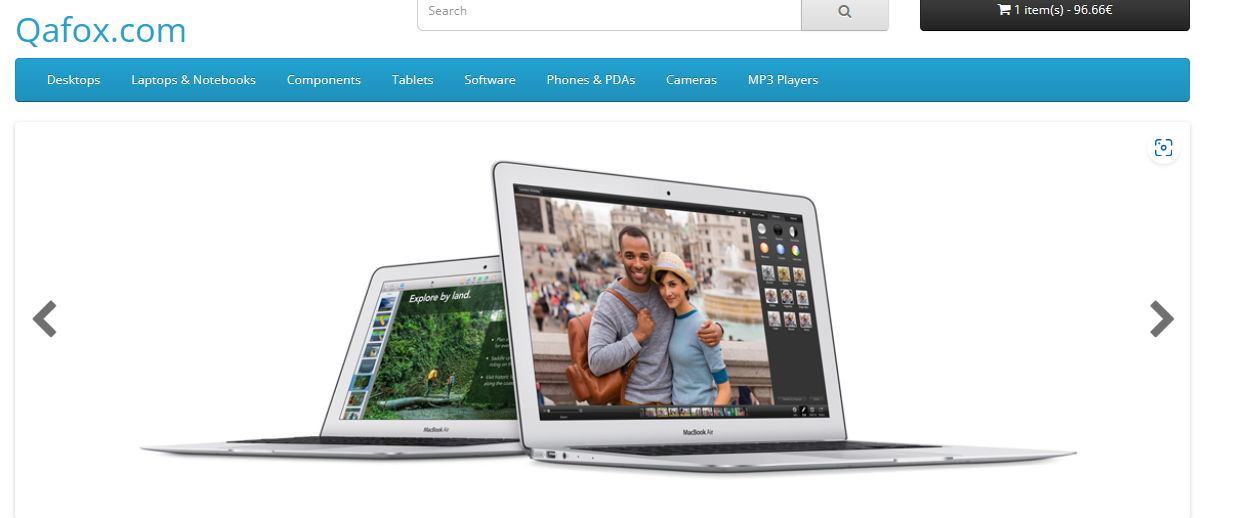 Qafox.com
Search
1 item(s) - 96.66€
Desktops
Laptops & Notebooks
Components
Tablets
Software
Phones & PDAs
Cameras
MP3 Players
Explore by land.
MacBook Air
MacBook Air